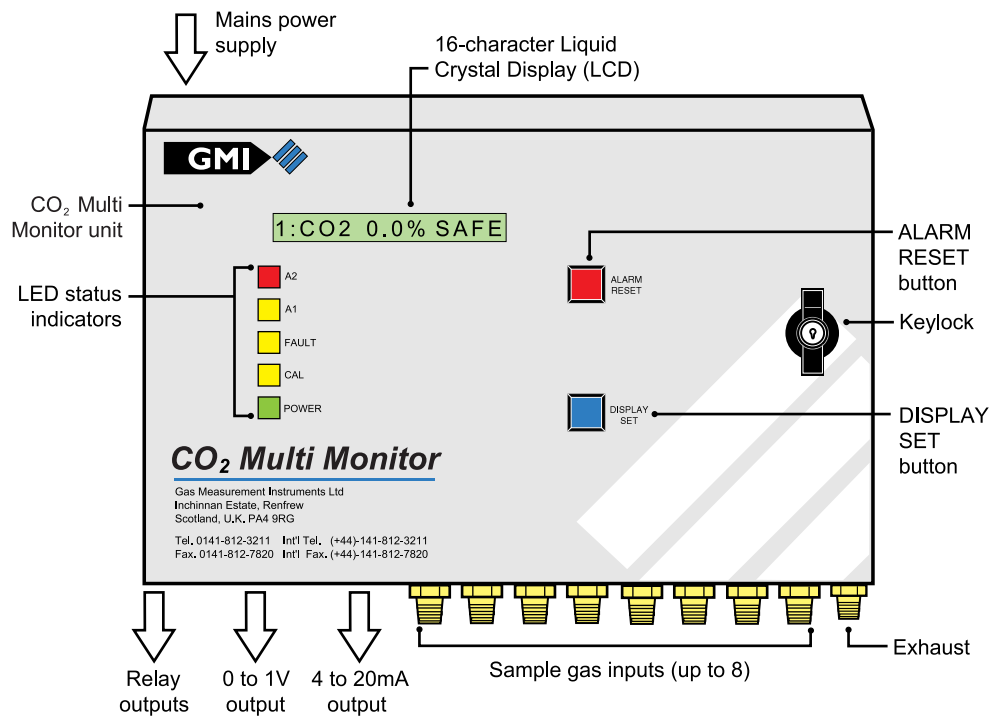 Mains power
supply
16-character Liquid
Crystal Display (LCD)
GMI
CO₂ Multi
Monitor unit
1:CO2 0.0% SAFE
ALARM
RESET
button
LED status
indicators
A2
A1
FAULT
CAL
POWER
ALARM
RESET
Keylock
DISPLAY
SET
DISPLAY
SET
button
CO₂ Multi Monitor
Gas Measurement Instruments Ltd
Inchinnan Estate, Renfrew
Scotland, U.K. PA4 9RG
Tel. 0141-812-3211 Int'l Tel. (+44)-141-812-3211
Fax. 0141-812-7820 Int'l Fax. (+44)-141-812-7820
Relay
outputs
0 to 1V
output
4 to 20mA
output
Sample gas inputs (up to 8)
Exhaust